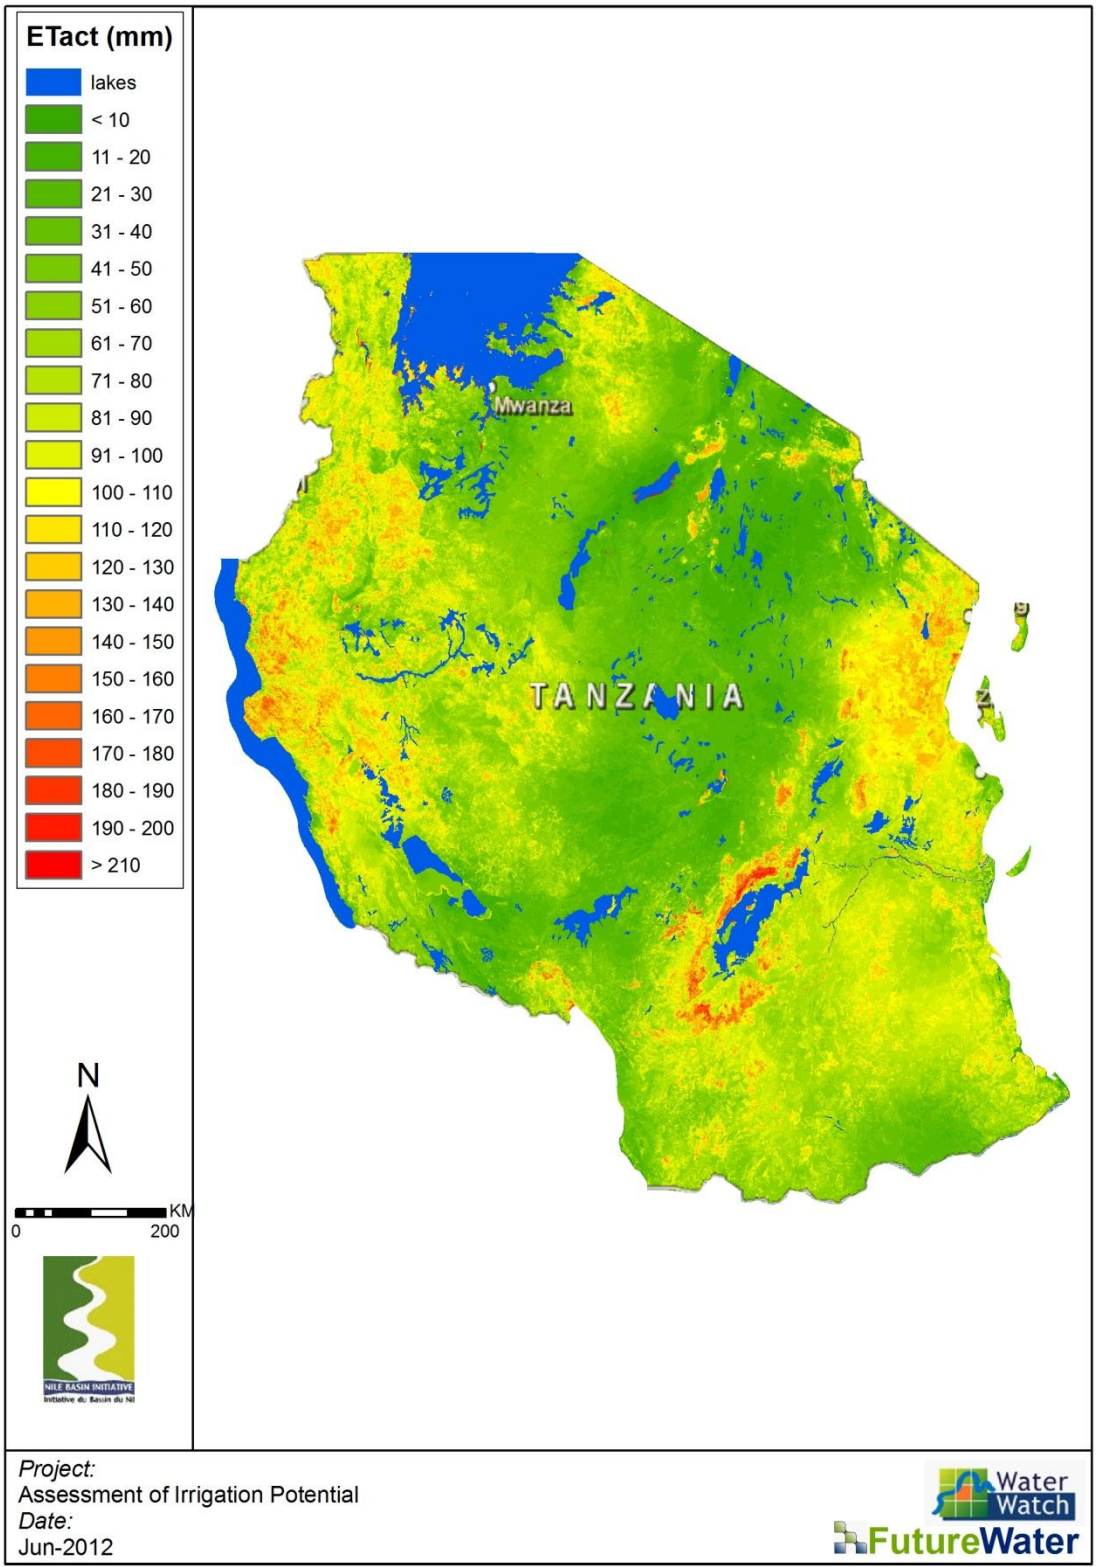 ETact (mm)
lakes
< 10
11 - 20
21 - 30
31 - 40
41 - 50
51 - 60
61 - 70
71 - 80
81 - 90
91 - 100
100 - 110
110 - 120
120 - 130
130 - 140
140 - 150
150 - 160
160 - 170
170 - 180
180 - 190
190 - 200
> 210
Mwanza
TANZANIA
Z
N
KM
0 200
NILE BASIN INITIATIVE
Initiative du Bassin du Nil
Project:
Assessment of Irrigation Potential
Date:
Jun-2012
Water
Watch
FutureWater